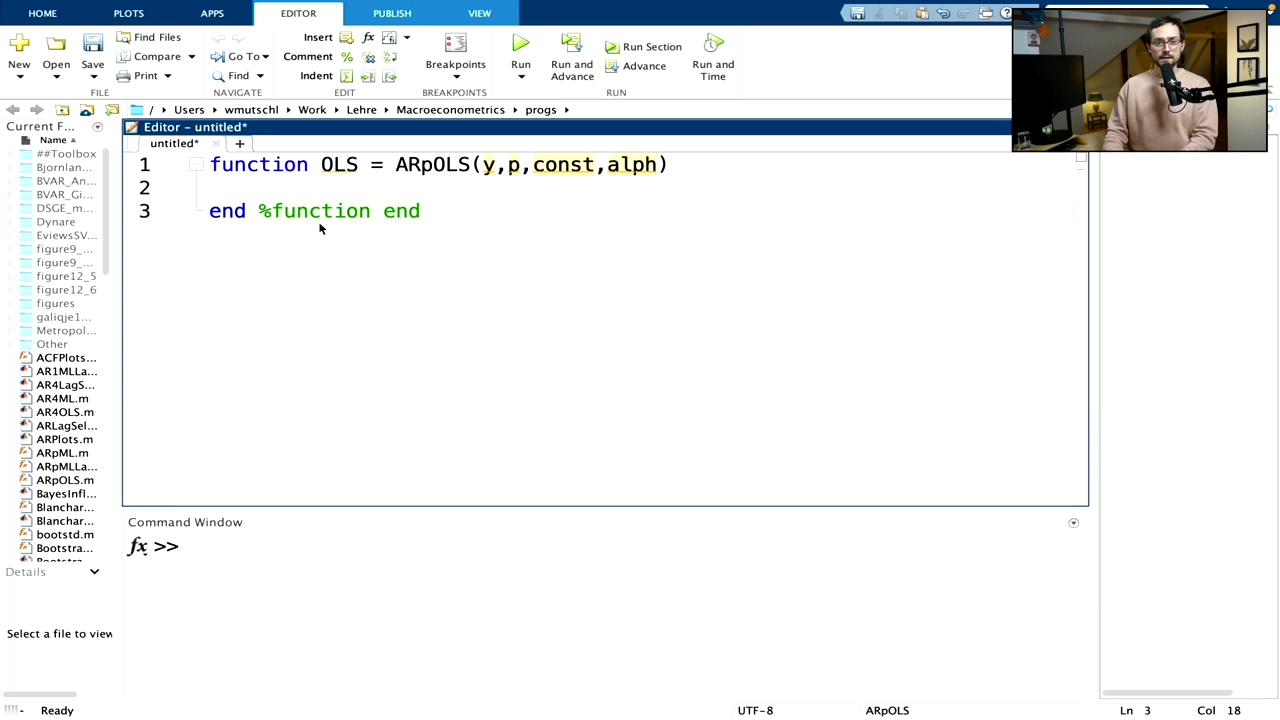 HOME PLOTS APPS EDITOR PUBLISH VIEW
New Open Save
Find Files
Compare
Print
FILE
Go To
Find
NAVIGATE
Insert fx
Comment
Indent
EDIT
Breakpoints
BREAKPOINTS
Run
Run and Advance
Run Section
Advance
Run and Time
RUN
/ Users wmutschl Work Lehre Macroeconometrics progs
Current F...
Name
##Toolbox
Bjornlan...
BVAR_An...
BVAR_Gi...
DSGE_m...
Dynare
EviewsSV...
figure9_...
figure9_...
figure12_5
figure12_6
figures
galiqje1...
Metropol...
Other
ACFPlots...
AR1MLLa...
AR4LagS...
AR4ML.m
AR4OLS.m
ARLagSel...
ARPlots.m
ARpML.m
ARpMLLa...
ARpOLS.m
BayesInfl...
Blanchar...
Blanchar...
bootstd.m
Bootstra...
Bootstra...
Details
Select a file to view
Editor – untitled*
untitled* +
1 function OLS = ARpOLS(y,p,const,alph)
2
3 end %function end
Command Window
fx >>
Ready UTF-8 ARpOLS Ln 3 Col 18